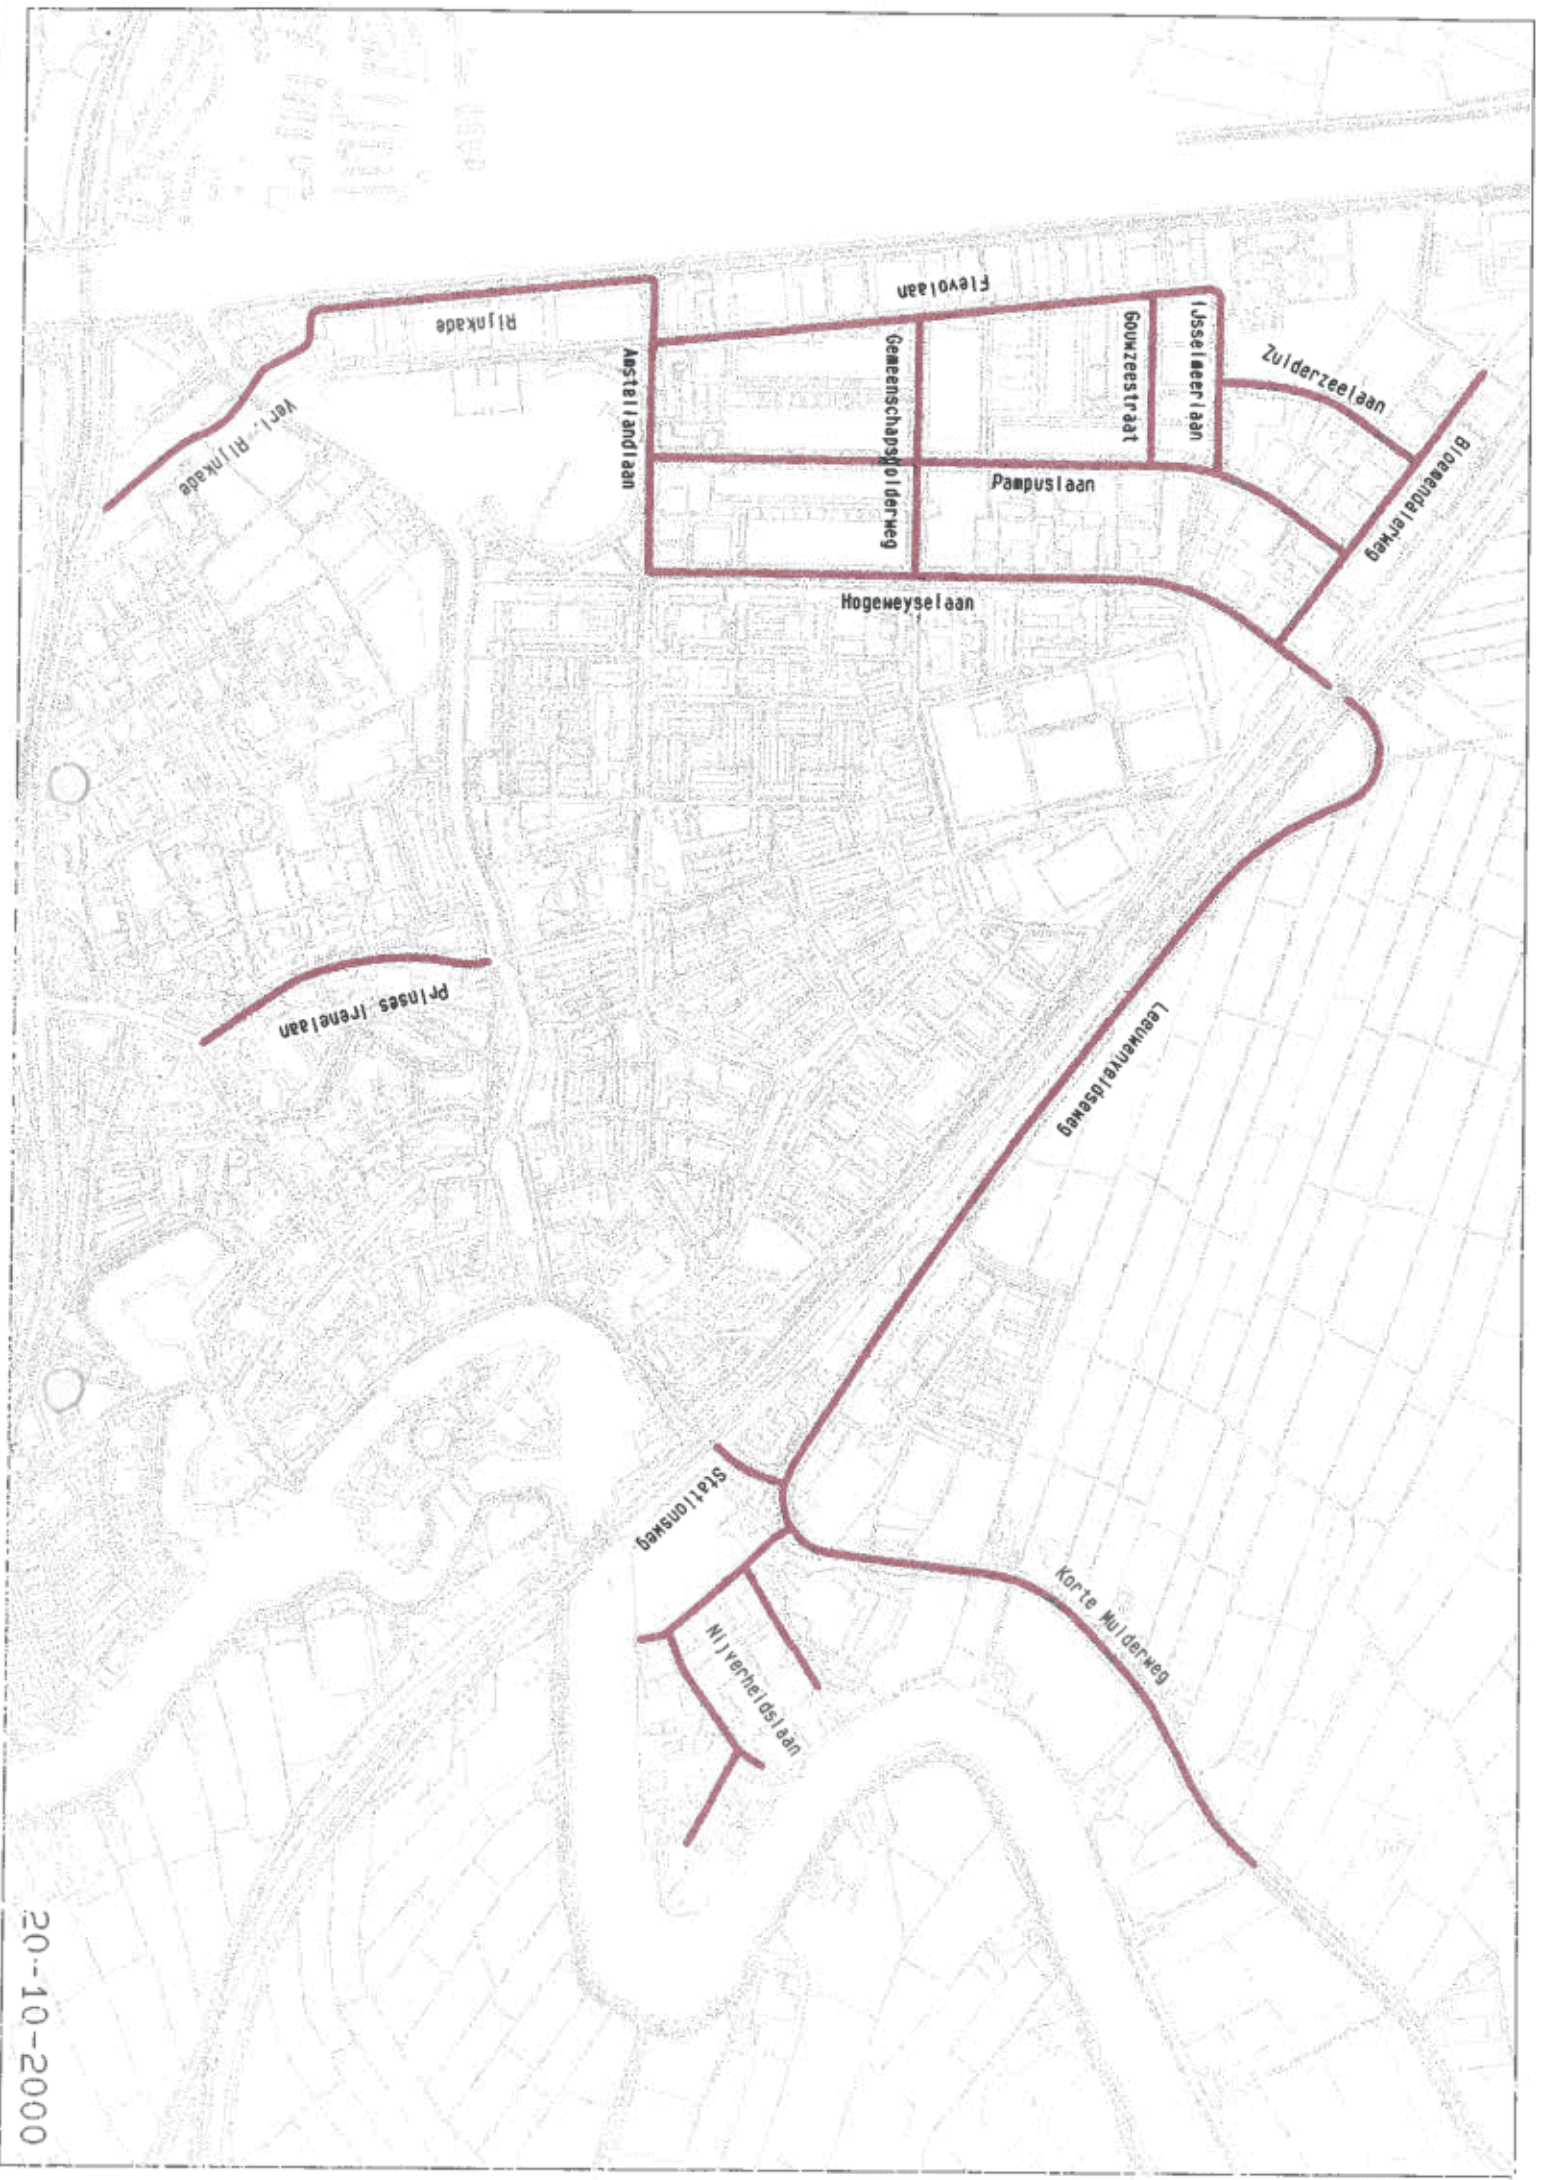 Flevolaan
Rijnkade
IJsselmeerlaan
Gouwzeestraat
Gemeenschapspolderweg
Amstellandlaan
Zuiderzeelaan
Verl. Rijnkade
Pampuslaan
Bloemendalerweg
Hogeweyselaan
Prinses Irenelaan
Leeuwenveldseweg
Stationsweg
Korte Muiderweg
Nijverheidslaan
20-10-2000